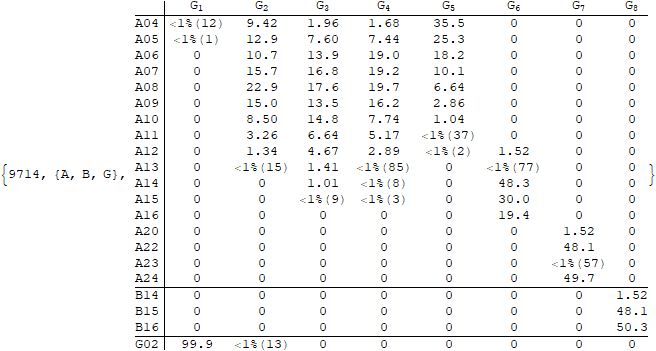 G1 G2 G3 G4 G5 G6 G7 G8
A04 <1%(12) 9.42 1.96 1.68 35.5 0 0 0
A05 <1%(1) 12.9 7.60 7.44 25.3 0 0 0
A06 0 10.7 13.9 19.0 18.2 0 0 0
A07 0 15.7 16.8 19.2 10.1 0 0 0
A08 0 22.9 17.6 19.7 6.64 0 0 0
A09 0 15.0 13.5 16.2 2.86 0 0 0
A10 0 8.50 14.8 7.74 1.04 0 0 0
A11 0 3.26 6.64 5.17 <1%(37) 0 0 0
A12 0 1.34 4.67 2.89 <1%(2) 1.52 0 0
{9714, {A, B, G}, A13 0 <1%(15) 1.41 <1%(85) 0 <1%(77) 0 0 }
A14 0 0 1.01 <1%(8) 0 48.3 0 0
A15 0 0 <1%(9) <1%(3) 0 30.0 0 0
A16 0 0 0 0 0 19.4 0 0
A20 0 0 0 0 0 0 1.52 0
A22 0 0 0 0 0 0 48.1 0
A23 0 0 0 0 0 0 <1%(57) 0
A24 0 0 0 0 0 0 49.7 0
B14 0 0 0 0 0 0 0 1.52
B15 0 0 0 0 0 0 0 48.1
B16 0 0 0 0 0 0 0 50.3
G02 99.9 <1%(13) 0 0 0 0 0 0